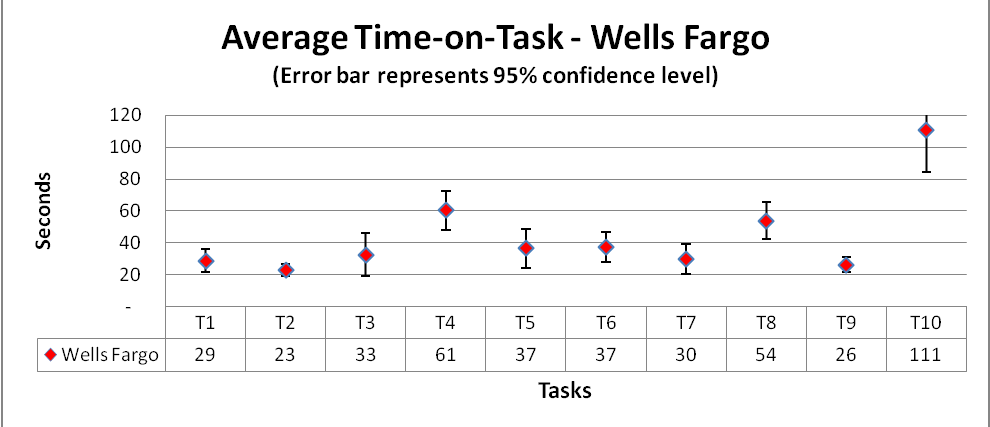 Average Time-on-Task - Wells Fargo
(Error bar represents 95% confidence level)
120
100
80
60
40
20
-
Seconds
T1 T2 T3 T4 T5 T6 T7 T8 T9 T10
Wells Fargo 29 23 33 61 37 37 30 54 26 111
Tasks